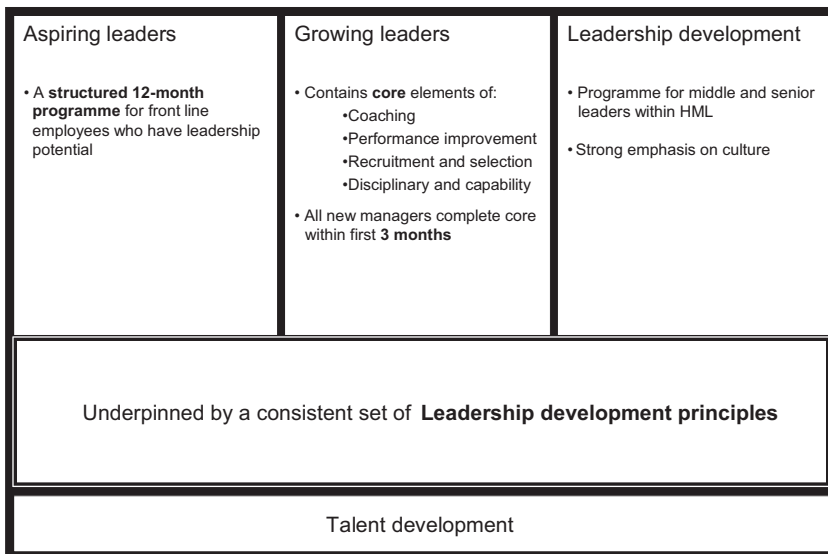 Aspiring leaders
• A structured 12-month
programme for front line
employees who have leadership
potential
Growing leaders
• Contains core elements of:
•Coaching
•Performance improvement
•Recruitment and selection
•Disciplinary and capability
• All new managers complete core
within first 3 months
Leadership development
• Programme for middle and senior
leaders within HML
• Strong emphasis on culture
Underpinned by a consistent set of Leadership development principles
Talent development